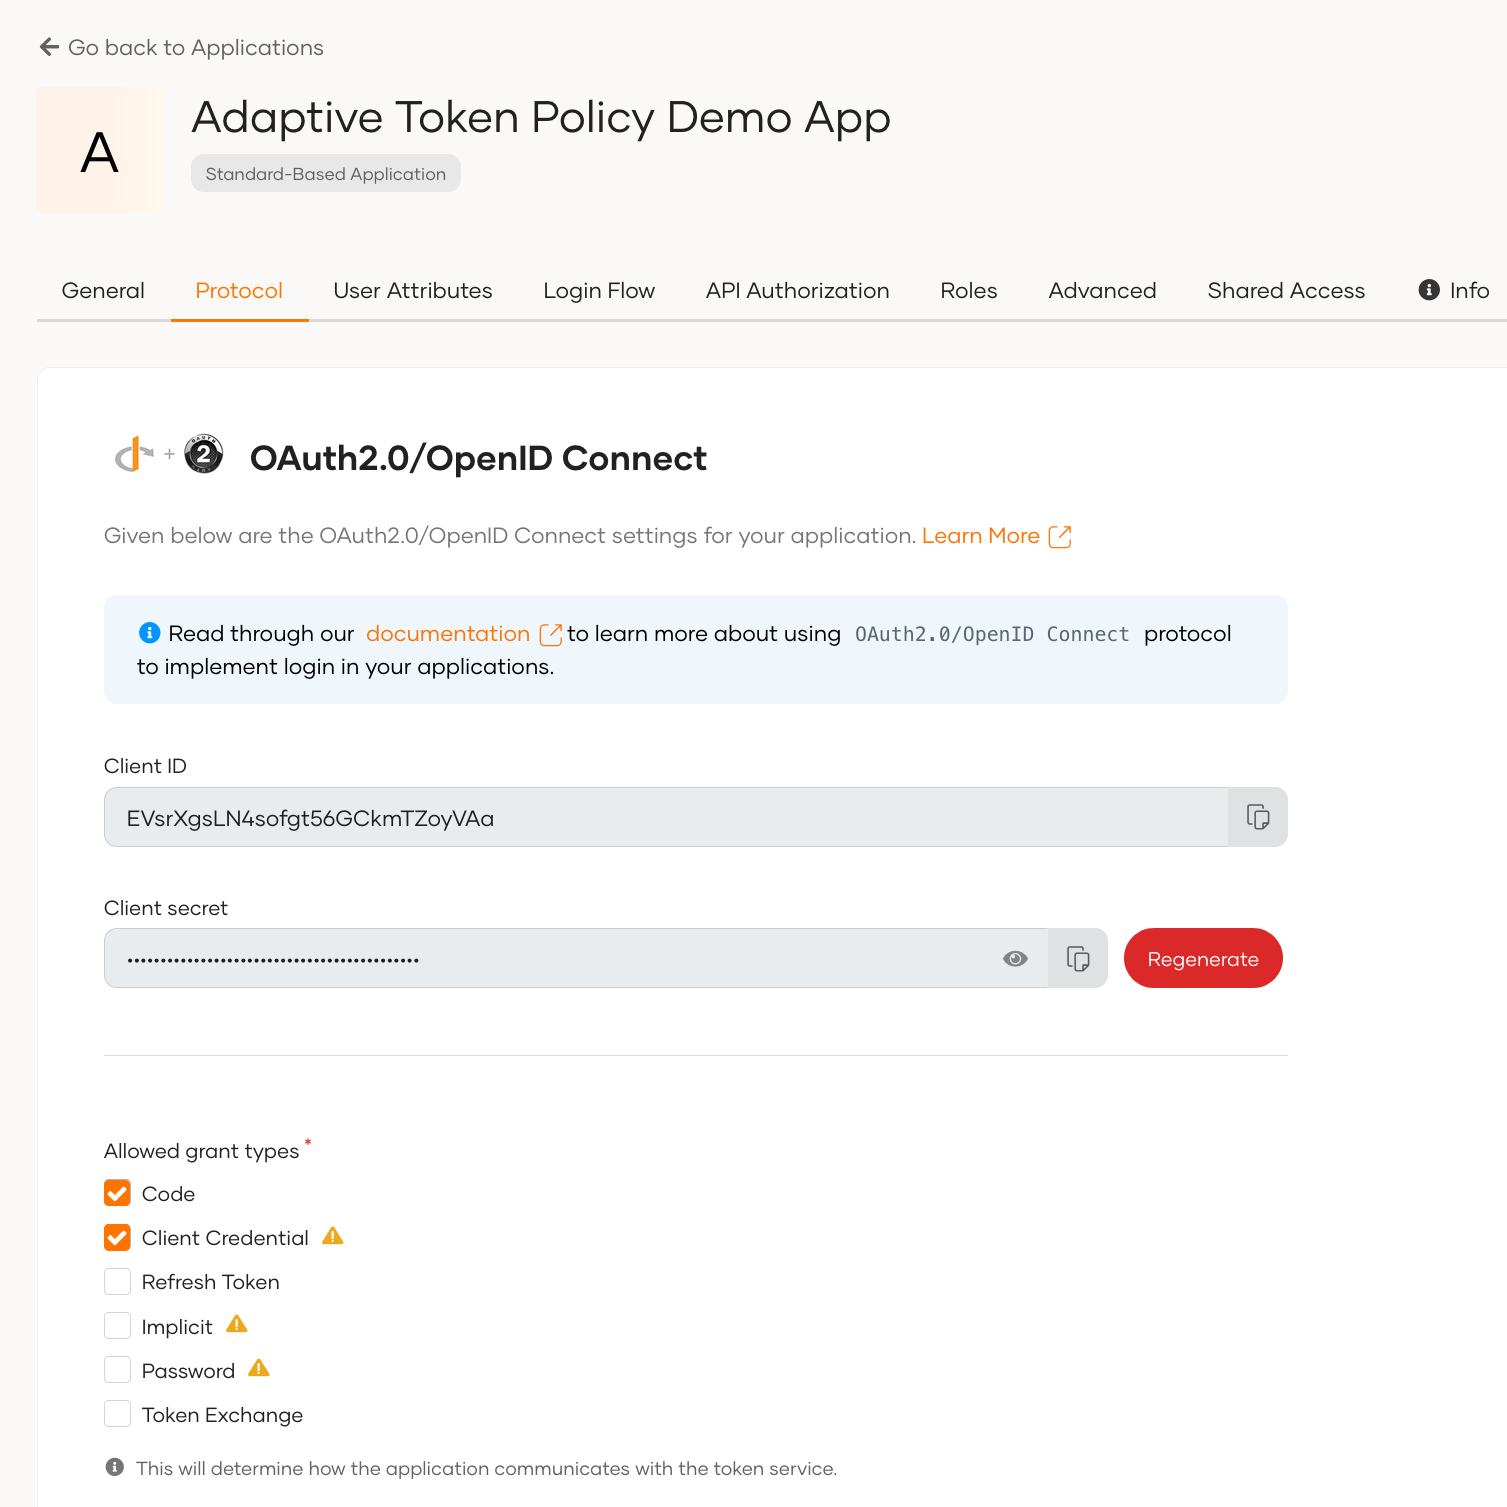 Go back to Applications
A
Adaptive Token Policy Demo App
Standard-Based Application
General Protocol User Attributes Login Flow API Authorization Roles Advanced Shared Access Info
+ 2 OAuth2.0/OpenID Connect
Given below are the OAuth2.0/OpenID Connect settings for your application. Learn More
Read through our documentation to learn more about using OAuth2.0/OpenID Connect protocol
to implement login in your applications.
Client ID
EVsrXgsLN4sofgt56GCkmTZoyVAa
Client secret
Regenerate
Allowed grant types *
Code
Client Credential
Refresh Token
Implicit
Password
Token Exchange
This will determine how the application communicates with the token service.